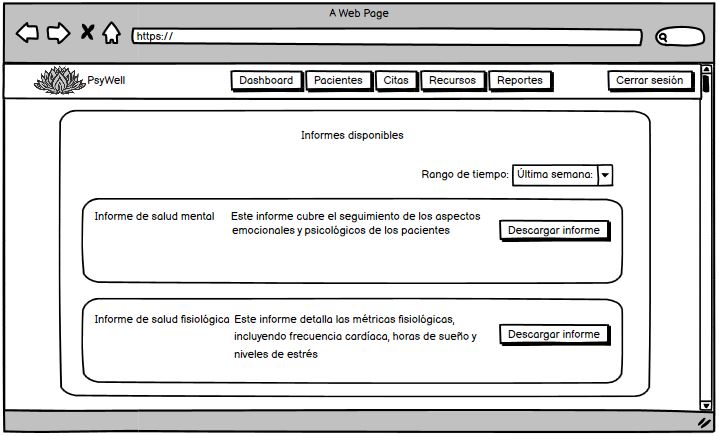 A Web Page
https://
PsyWell
Dashboard
Pacientes
Citas
Recursos
Reportes
Cerrar sesión
Informes disponibles
Rango de tiempo:
Última semana:
Informe de salud mental
Este informe cubre el seguimiento de los aspectos
emocionales y psicológicos de los pacientes
Descargar informe
Informe de salud fisiológica
Este informe detalla las métricas fisiológicas,
incluyendo frecuencia cardíaca, horas de sueño y
niveles de estrés
Descargar informe